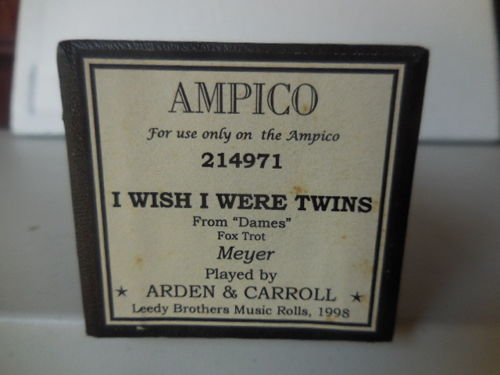 AMPICO
For use only on the Ampico
214971
I WISH I WERE TWINS
From "Dames"
Fox Trot
Meyer
Played by
★ ARDEN & CARROLL ★
Leedy Brothers Music Rolls, 1998